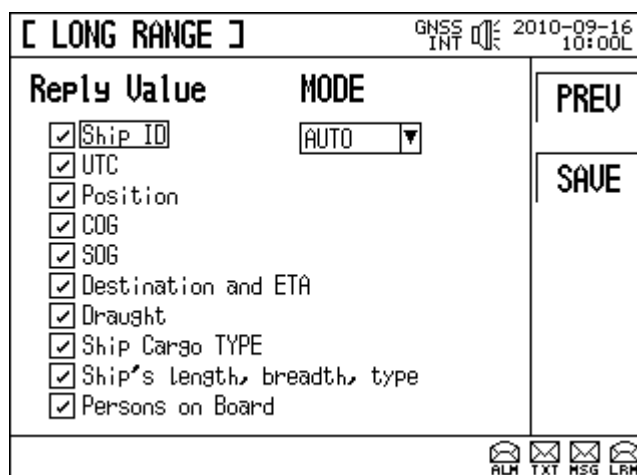 [ LONG RANGE ]
GNSS 2010-09-16
INT 10:00L
Reply Value MODE
Ship ID AUTO
UTC
Position
COG
SOG
Destination and ETA
Draught
Ship Cargo TYPE
Ship's length, breadth, type
Persons on Board
PREV
SAVE
ALM TXT MSG LRM